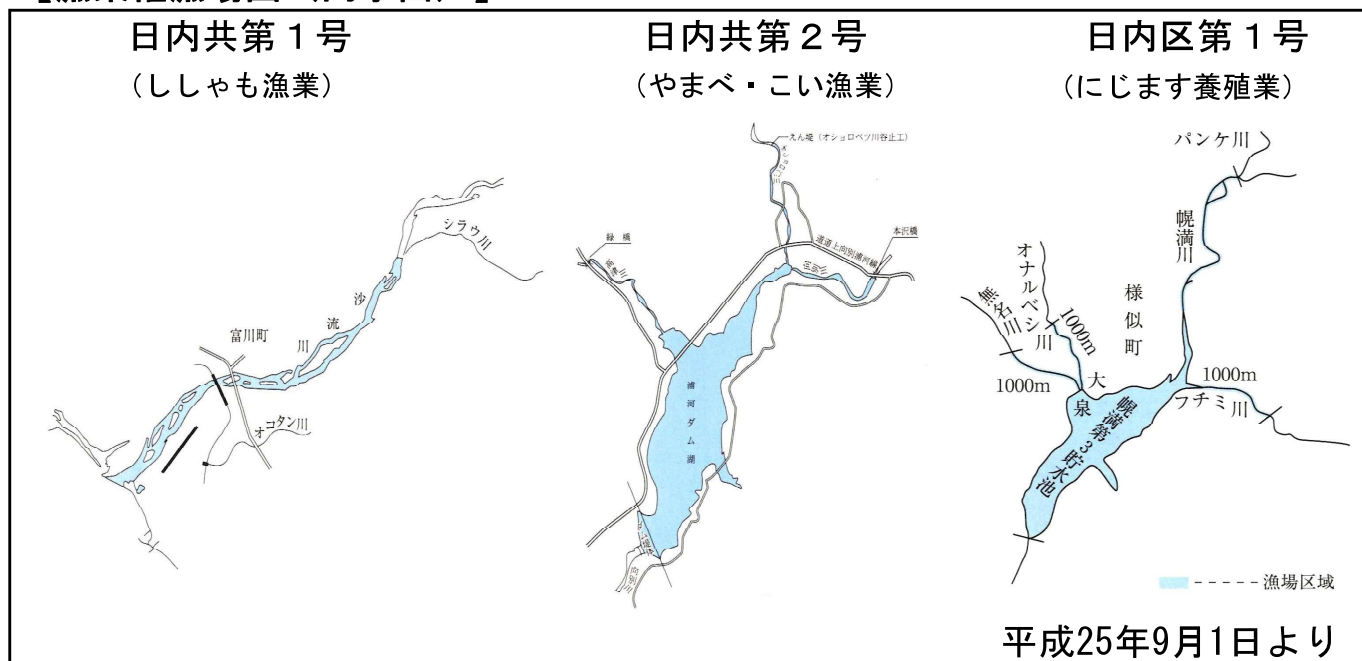 日内共第１号
(ししゃも漁業)
シラウ川
沙流川
富川町
オコタン川
日内共第２号
(やまべ・こい漁業)
えん堤（オショロベツ川谷止工）
緑橋
道道上向別浦河線
本沢橋
向別川
浦河ダム湖
向別川
日内区第１号
(にじます養殖業)
パンケ川
幌満川
オナルベシ川
無名川
様似町
1000m
1000m
大泉
1000m
フチミ川
幌満第３貯水池
漁場区域
平成25年9月1日より